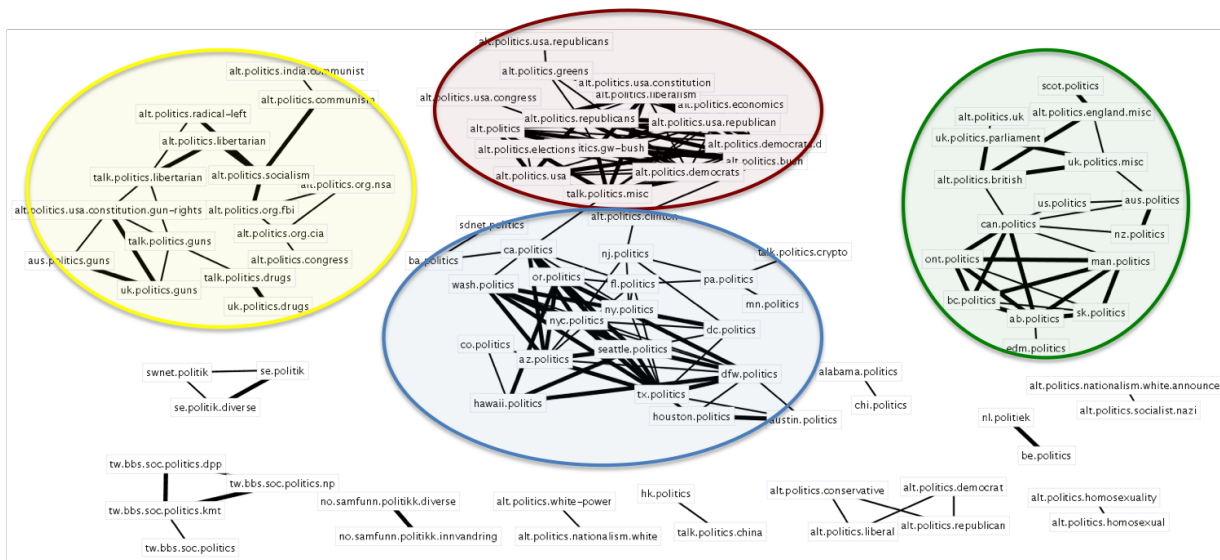 alt.politics.usa.republicans
alt.politics.greens
alt.politics.usa.constitution
alt.politics.liberalism
alt.politics.usa.congress
alt.politics.economics
alt.politics.republicans
alt.politics.usa.republican
alt.politics
alt.politics.elections
itics.gw-bush
alt.politics.democrats.d
alt.politics.bush
alt.politics.usa
alt.politics.democrats
talk.politics.misc
alt.politics.india.communist
alt.politics.communism
alt.politics.radical-left
alt.politics.libertarian
talk.politics.libertarian
alt.politics.socialism
alt.politics.org.nsa
alt.politics.usa.constitution.gun-rights
alt.politics.org.fbi
talk.politics.guns
alt.politics.org.cia
aus.politics.guns
alt.politics.congress
talk.politics.drugs
uk.politics.guns
uk.politics.drugs
scot.politics
alt.politics.uk
alt.politics.england.misc
uk.politics.parliament
uk.politics.misc
alt.politics.british
us.politics
aus.politics
can.politics
nz.politics
ont.politics
man.politics
bc.politics
sk.politics
ab.politics
edm.politics
alt.politics.clinton
sdnet.politics
ba.politics
ca.politics
nj.politics
talk.politics.crypto
or.politics
wash.politics
fl.politics
pa.politics
mn.politics
ny.politics
nyc.politics
dc.politics
co.politics
seattle.politics
az.politics
dfw.politics
tx.politics
hawaii.politics
houston.politics
austin.politics
alabama.politics
chi.politics
swnet.politik
se.politik
se.politik.diverse
alt.politics.nationalism.white.announce
alt.politics.socialist.nazi
nl.politiek
be.politics
tw.bbs.soc.politics.dpp
tw.bbs.soc.politics.np
tw.bbs.soc.politics.kmt
tw.bbs.soc.politics
no.samfunn.politikk.diverse
no.samfunn.politikk.innvandring
alt.politics.white-power
alt.politics.nationalism.white
hk.politics
talk.politics.china
alt.politics.conservative
alt.politics.democrat
alt.politics.liberal
alt.politics.republican
alt.politics.homosexuality
alt.politics.homosexual